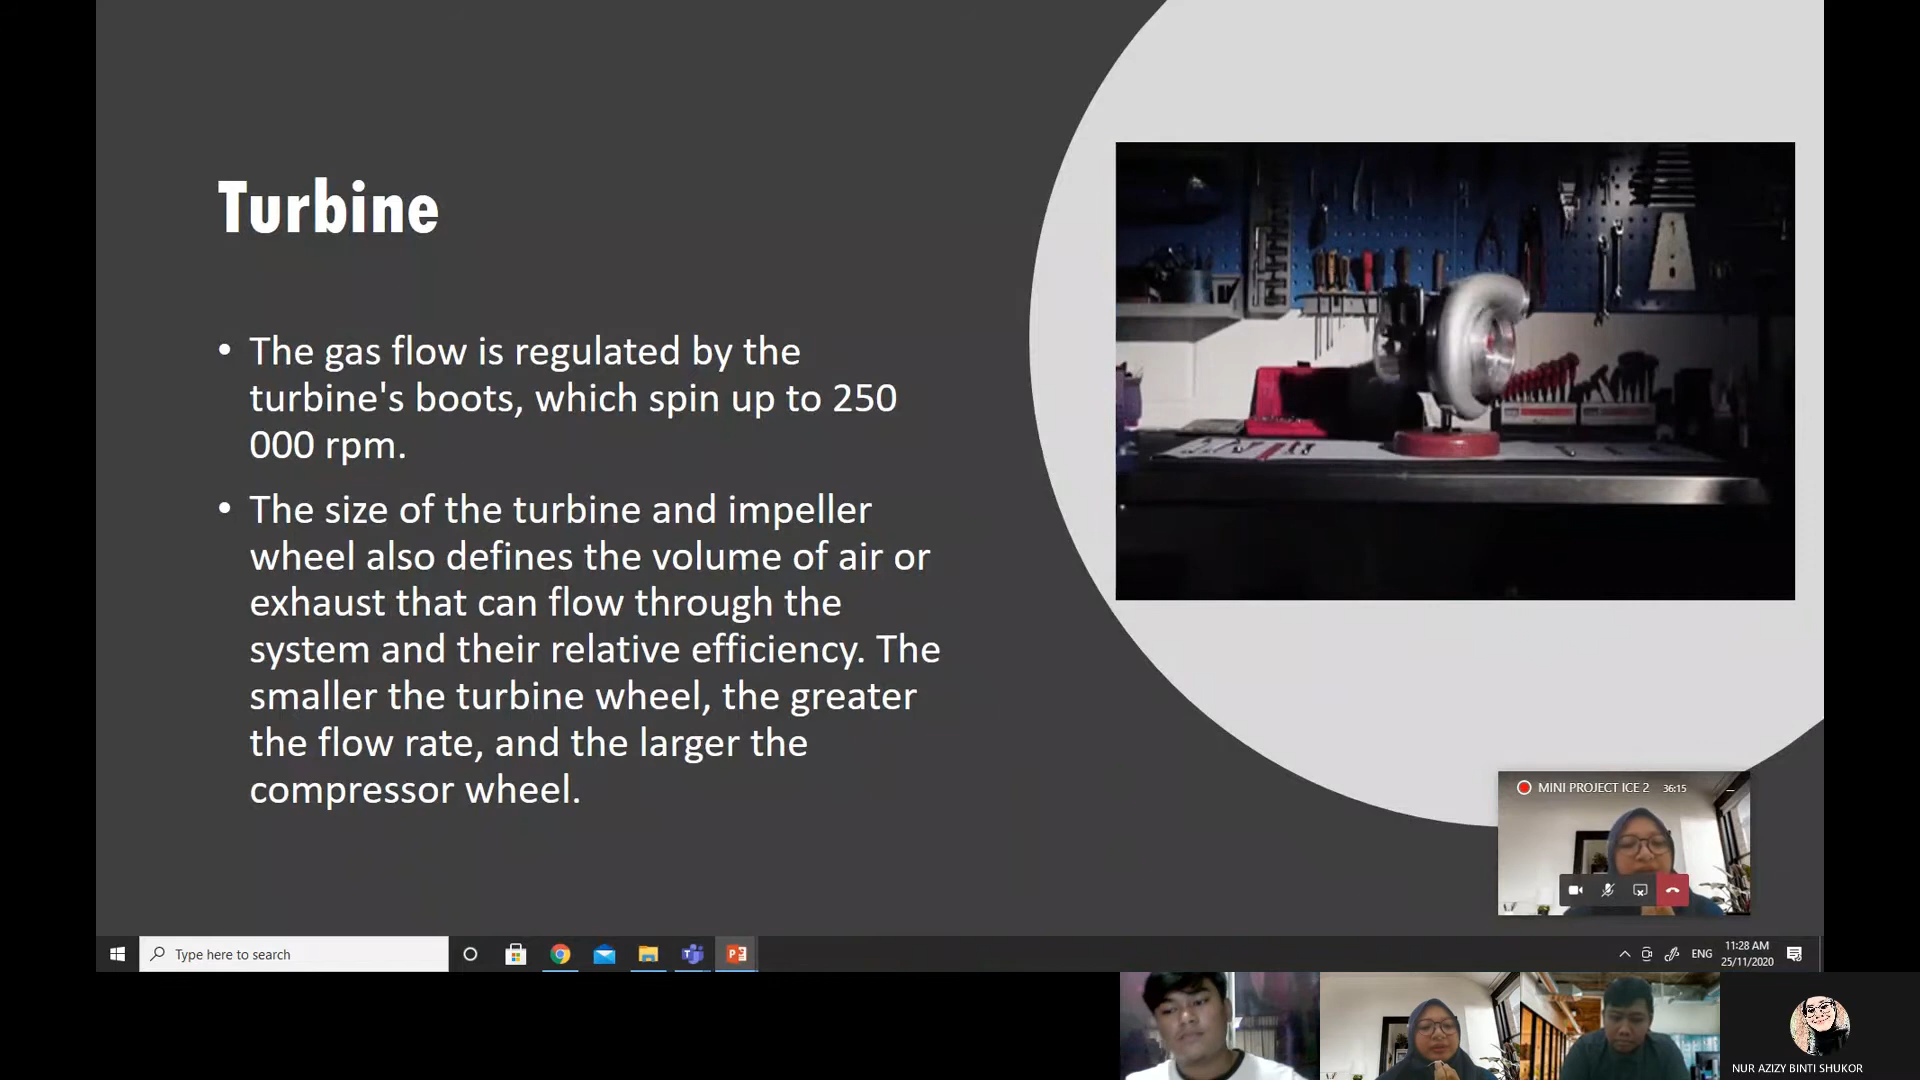 Turbine
• The gas flow is regulated by the
turbine's boots, which spin up to 250
000 rpm.
• The size of the turbine and impeller
wheel also defines the volume of air or
exhaust that can flow through the
system and their relative efficiency. The
smaller the turbine wheel, the greater
the flow rate, and the larger the
compressor wheel.
MINI PROJECT ICE 2 36:15
Type here to search
ENG
11:28 AM
25/11/2020
NUR AZIZY BINTI SHUKOR